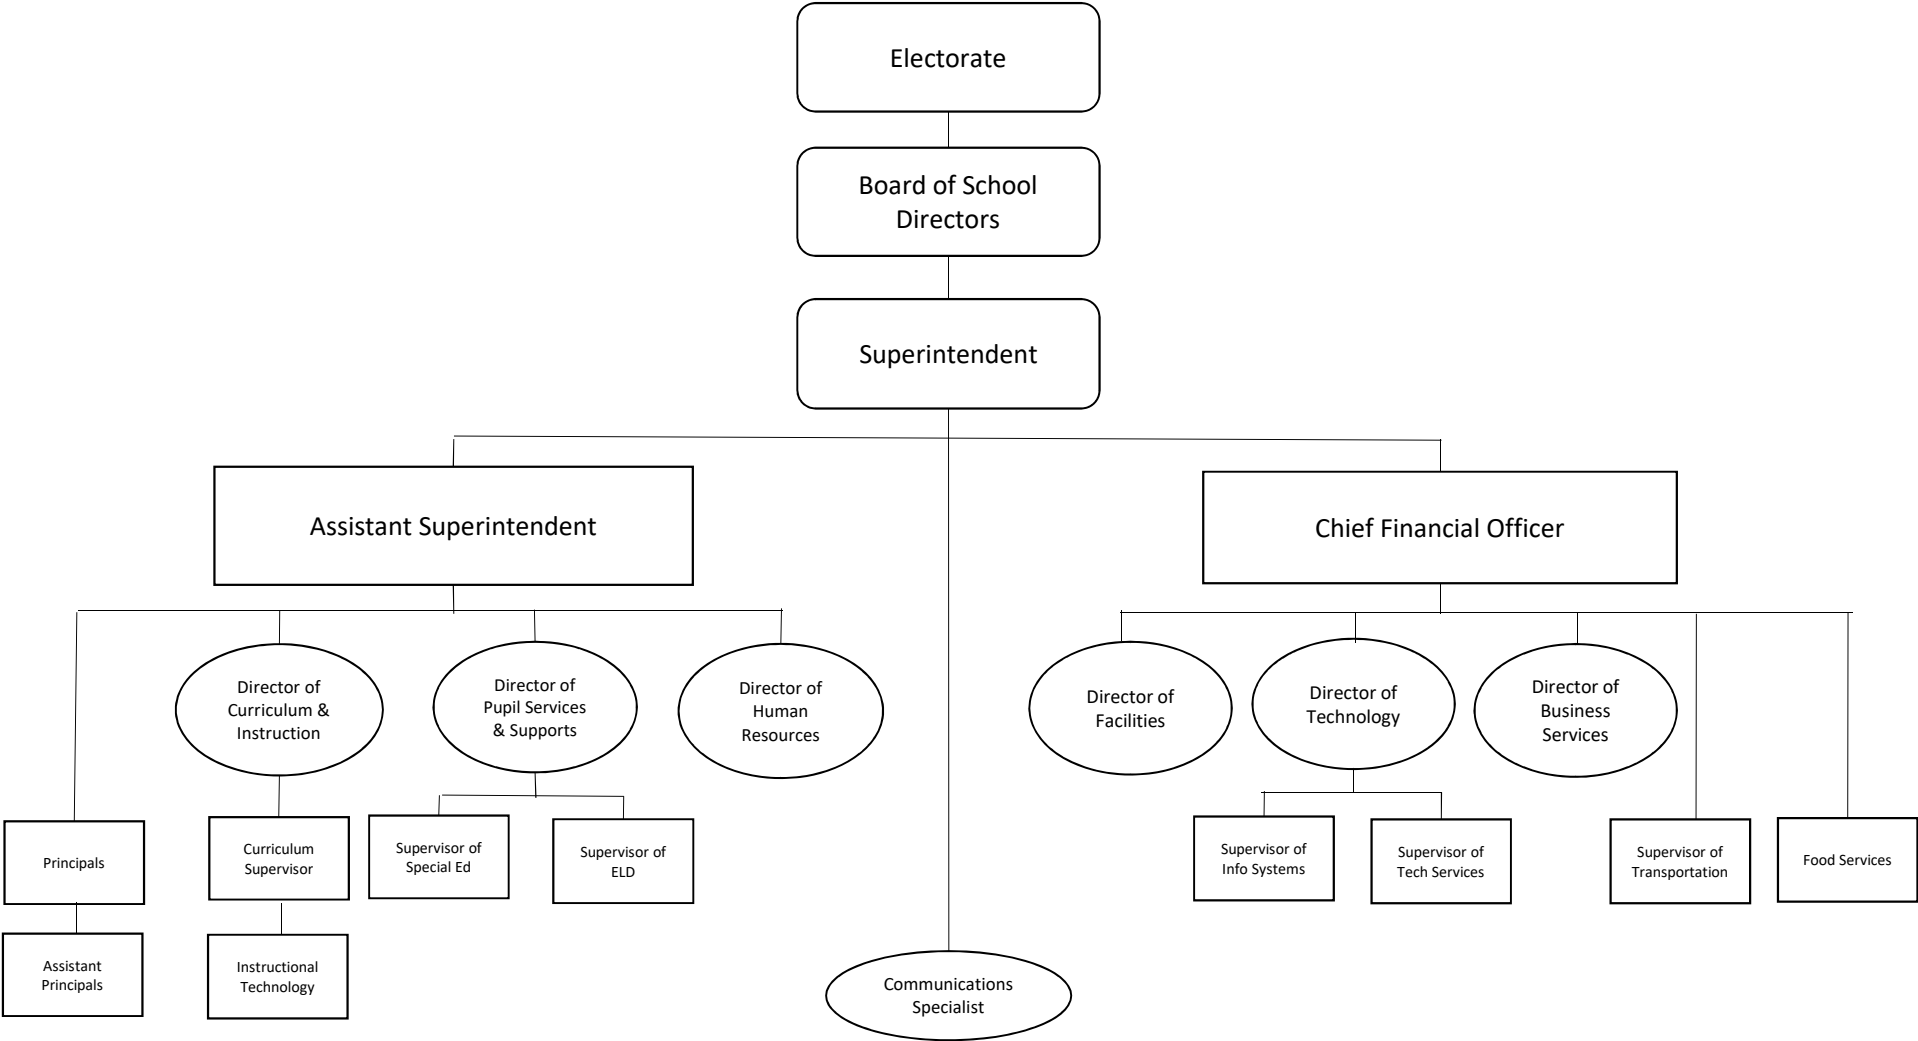 Electorate
Board of School
Directors
Superintendent
Assistant Superintendent
Chief Financial Officer
Director of
Curriculum &
Instruction
Director of
Pupil Services
& Supports
Director of
Human
Resources
Director of
Facilities
Director of
Technology
Director of
Business
Services
Principals
Curriculum
Supervisor
Supervisor of
Special Ed
Supervisor of
ELD
Supervisor of
Info Systems
Supervisor of
Tech Services
Supervisor of
Transportation
Food Services
Assistant
Principals
Instructional
Technology
Communications
Specialist